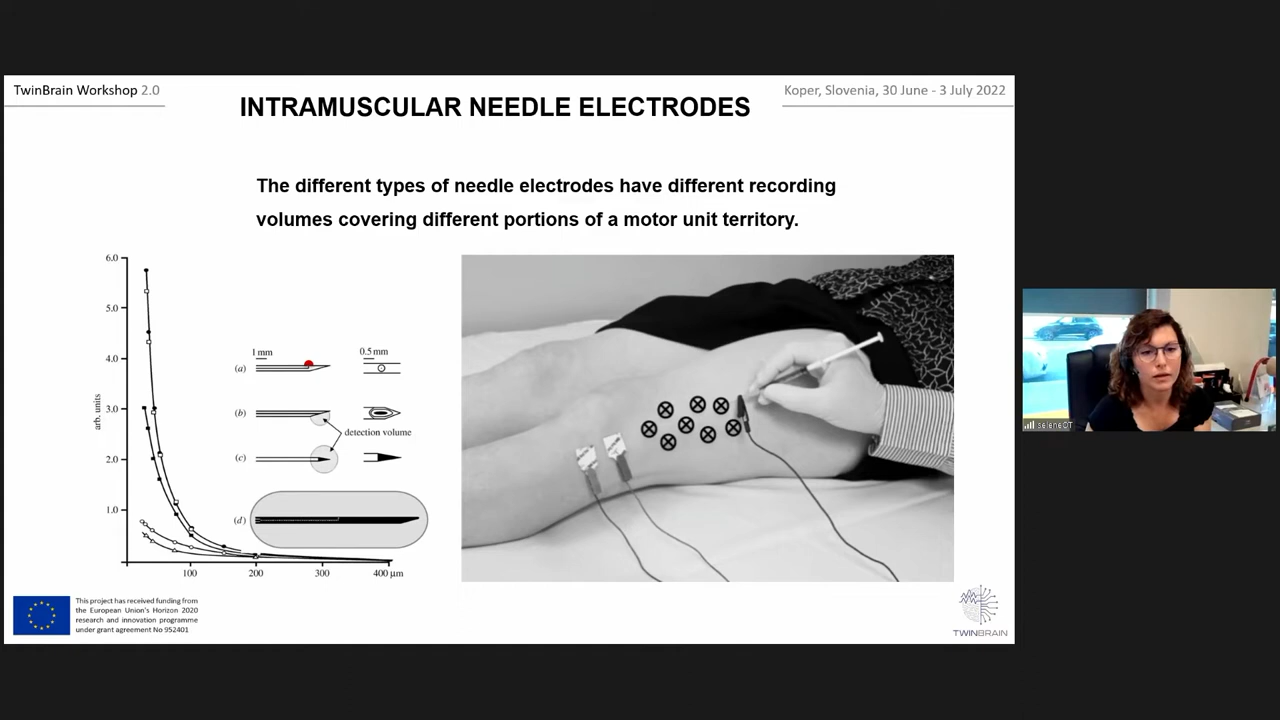 TwinBrain Workshop 2.0
Koper, Slovenia, 30 June - 3 July 2022
INTRAMUSCULAR NEEDLE ELECTRODES
The different types of needle electrodes have different recording
volumes covering different portions of a motor unit territory.
6.0
5.0
4.0
3.0
2.0
1.0
arb. units
100
200
300
400 µm
1 mm
0.5 mm
(a)
(b)
detection volume
(c)
(d)
seleneCT
This project has received funding from
the European Union's Horizon 2020
research and innovation programme
under grant agreement No 952401
TWINBRAIN